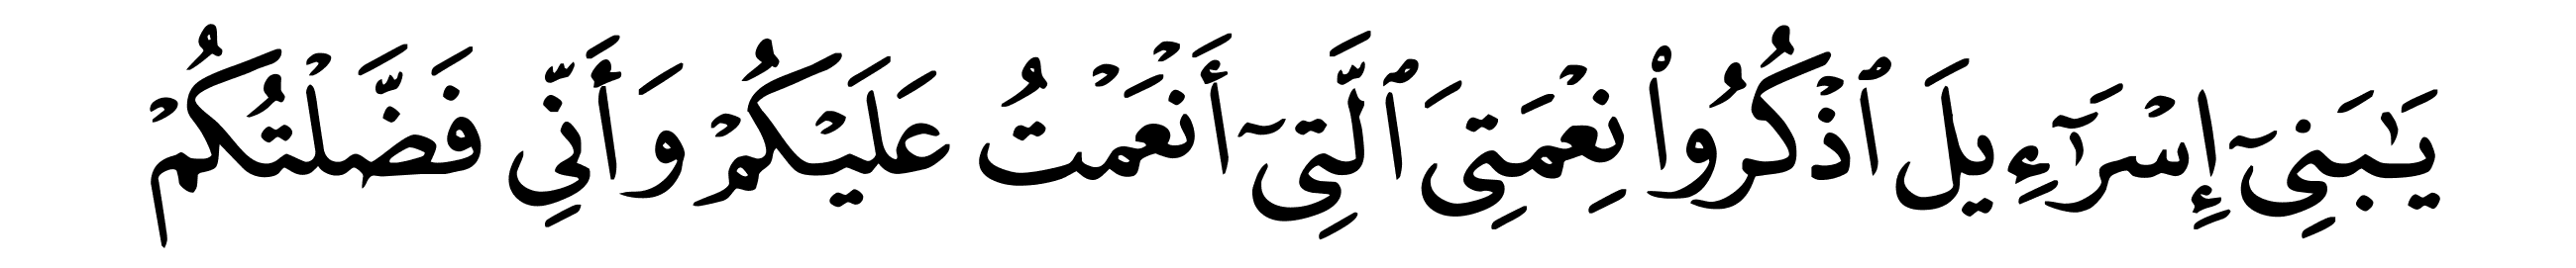 يَـٰبَنِىٓ إِسْرَٰٓءِيلَ ٱذْكُرُوا۟ نِعْمَتِىَ ٱلَّتِىٓ أَنْعَمْتُ عَلَيْكُمْ وَأَنِّى فَضَّلْتُكُمْ